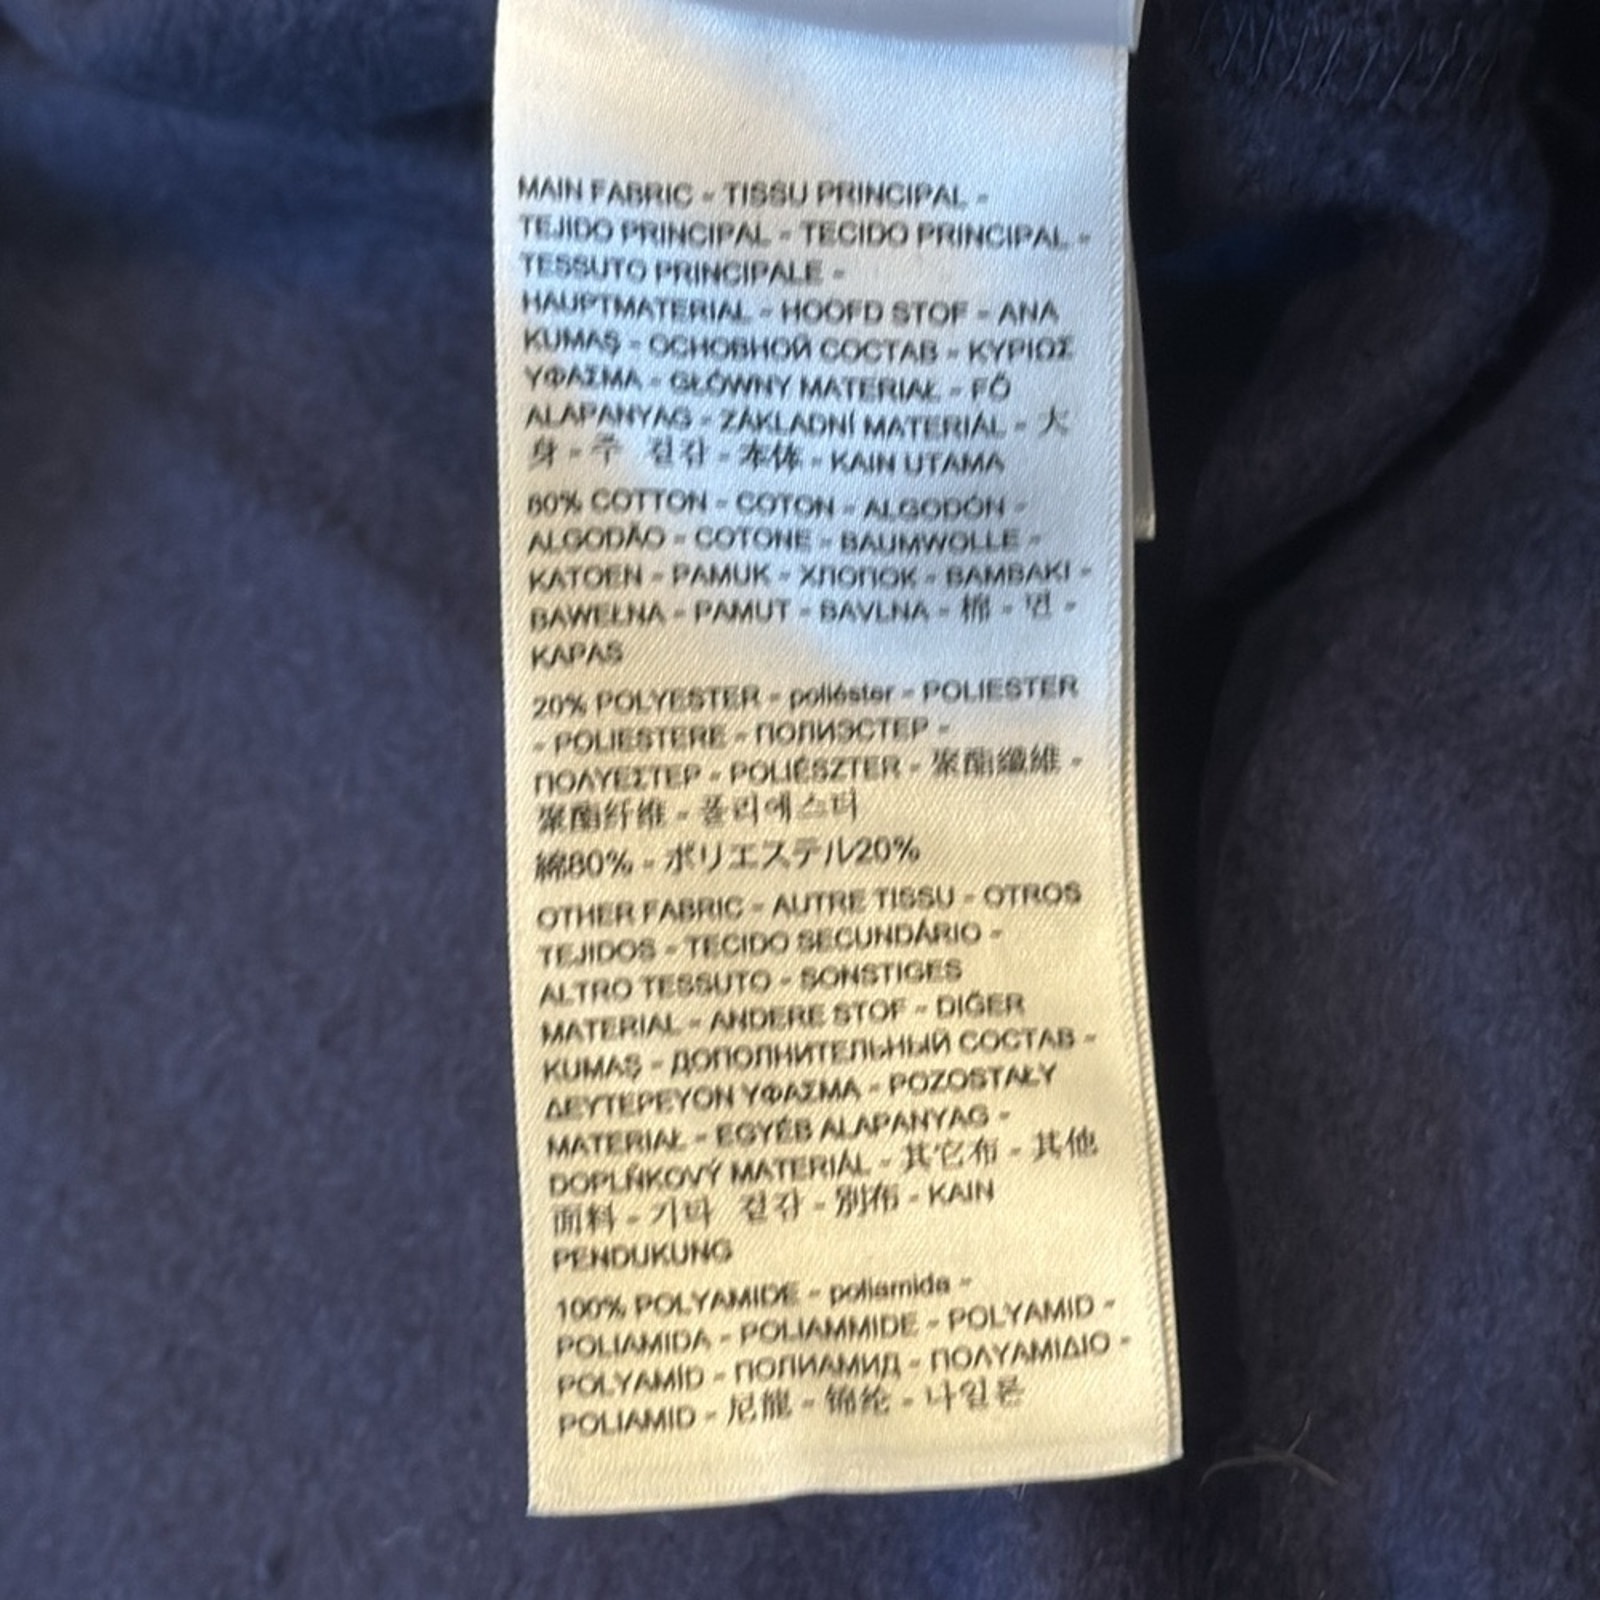 MAIN FABRIC - TISSU PRINCIPAL -
TEJIDO PRINCIPAL - TECIDO PRINCIPAL -
TESSUTO PRINCIPALE -
HAUPTMATERIAL - HOOFD STOF - ANA
KUMAŞ - ОСНОВНОЙ СОСТАВ - ΚΥΡΙΟΣ
ΥΦΑΣΜΑ - GŁÓWNY MATERIAŁ - FŐ
ALAPANYAG - ZÁKLADNÍ MATERIÁL - 大
身 - 주 겉감 - 本体 - KAIN UTAMA
80% COTTON - COTON - ALGODÓN -
ALGODÃO - COTONE - BAUMWOLLE -
KATOEN - PAMUK - ХЛОПОК - BAMBAKI -
BAWEŁNA - PAMUT - BAVLNA - 棉 - 면 -
KAPAS
20% POLYESTER - poliéster - POLIESTER
- POLIESTERE - ПОЛИЭСТЕР -
ΠΟΛΥΕΣΤΕΡ - POLIÉSZTER - 聚酯纖維 -
聚酯纤维 - 폴리에스터
綿80% - ポリエステル20%
OTHER FABRIC - AUTRE TISSU - OTROS
TEJIDOS - TECIDO SECUNDÁRIO -
ALTRO TESSUTO - SONSTIGES
MATERIAL - ANDERE STOF - DIĞER
KUMAŞ - ДОПОЛНИТЕЛЬНЫЙ СОСТАВ -
ΔΕΥΤΕΡΕΥΟΝ ΥΦΑΣΜΑ - POZOSTAŁY
MATERIAŁ - EGYÉB ALAPANYAG -
DOPLŇKOVÝ MATERIÁL - 其它布 - 其他
面料 - 기타 겉감 - 別布 - KAIN
PENDUKUNG
100% POLYAMIDE - poliamida -
POLIAMIDA - POLIAMMIDE - POLYAMID -
POLYAMÍD - ПОЛИАМИД - ΠΟΛΥΑΜΙΔΙΟ -
POLIAMID - 尼龍 - 锦纶 - 나일론